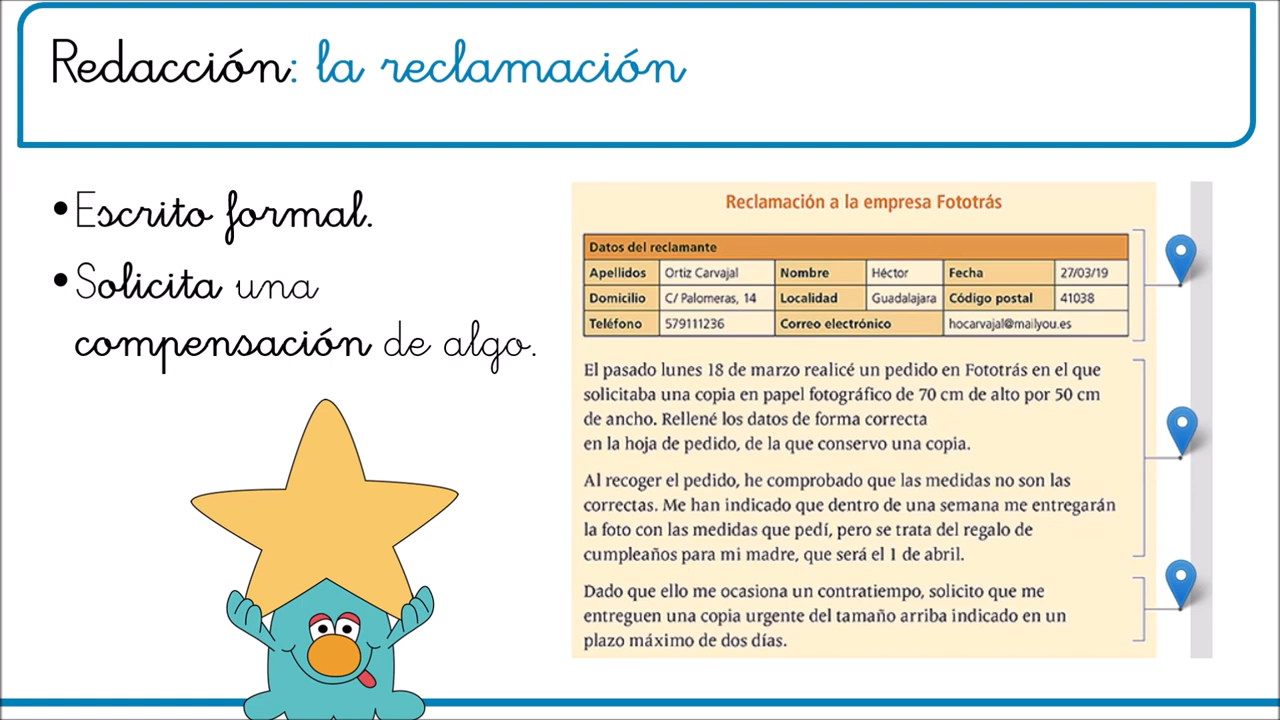 Redacción: la reclamación
•Escrito formal.
•Solicita una
compensación de algo.
Reclamación a la empresa Fototrás
Datos del reclamante
Apellidos Ortiz Carvajal Nombre Héctor Fecha 27/03/19
Domicilio C/ Palomeras, 14 Localidad Guadalajara Código postal 41038
Teléfono 579111236 Correo electrónico hocarvajal@mailyou.es
El pasado lunes 18 de marzo realicé un pedido en Fototrás en el que
solicitaba una copia en papel fotográfico de 70 cm de alto por 50 cm
de ancho. Rellené los datos de forma correcta
en la hoja de pedido, de la que conservo una copia.
Al recoger el pedido, he comprobado que las medidas no son las
correctas. Me han indicado que dentro de una semana me entregarán
la foto con las medidas que pedí, pero se trata del regalo de
cumpleaños para mi madre, que será el 1 de abril.
Dado que ello me ocasiona un contratiempo, solicito que me
entreguen una copia urgente del tamaño arriba indicado en un
plazo máximo de dos días.